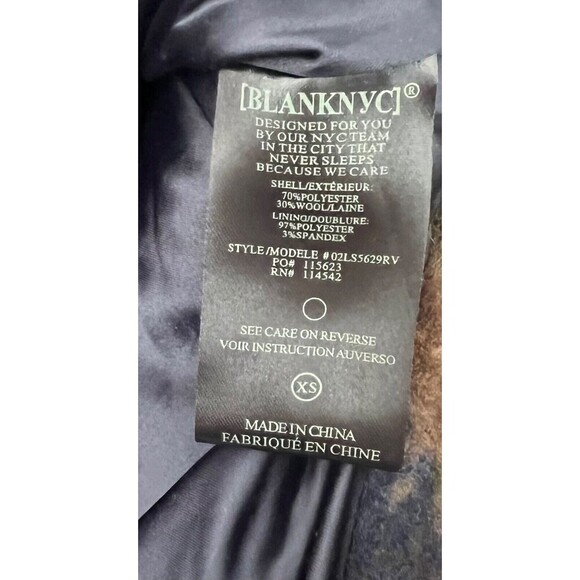 [BLANKNYC]®
DESIGNED FOR YOU
BY OUR NYC TEAM
IN THE CITY THAT
NEVER SLEEPS
BECAUSE WE CARE
SHELL/EXTÉRIEUR:
70%POLYESTER
30%WOOL/LAINE
LINING/DOUBLURE:
97%POLYESTER
3%SPANDEX
STYLE/MODELE #02LS5629RV
PO# 115623
RN# 114542
SEE CARE ON REVERSE
VOIR INSTRUCTION AUVERSO
XS
MADE IN CHINA
FABRIQUÉ EN CHINE